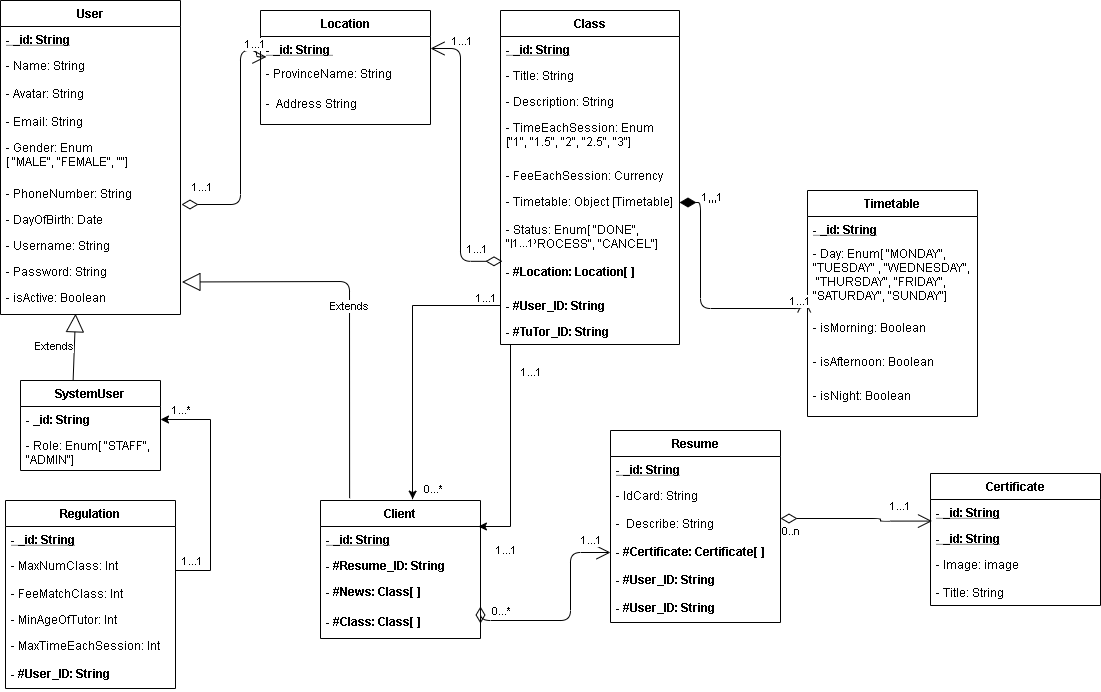 User
- _id: String
- Name: String
- Avatar: String
- Email: String
- Gender: Enum
[ "MALE", "FEMALE", ""]
- PhoneNumber: String
- DayOfBirth: Date
- Username: String
- Password: String
- isActive: Boolean
1...1
Location
- _id: String
- ProvinceName: String
- Address String
1...1
1...1
Class
- _id: String
- Title: String
- Description: String
- TimeEachSession: Enum
["1", "1.5", "2", "2.5", "3"]
- FeeEachSession: Currency
- Timetable: Object [Timetable]
- Status: Enum[ "DONE",
1...1
ROCESS", "CANCEL"]
- #Location: Location[ ]
- #User_ID: String
- #TuTor_ID: String
1...1
1...1
1...1
1,,,1
1...1
Timetable
- _id: String
- Day: Enum[ "MONDAY",
"TUESDAY" , "WEDNESDAY",
"THURSDAY", "FRIDAY",
"SATURDAY", "SUNDAY"]
- isMorning: Boolean
- isAfternoon: Boolean
- isNight: Boolean
Extends
Extends
SystemUser
- _id: String
- Role: Enum[ "STAFF",
"ADMIN"]
1...*
Regulation
- _id: String
- MaxNumClass: Int
- FeeMatchClass: Int
- MinAgeOfTutor: Int
- MaxTimeEachSession: Int
- #User_ID: String
1...1
0...*
Client
- _id: String
- #Resume_ID: String
- #News: Class[ ]
- #Class: Class[ ]
1...1
0...*
1...1
Resume
- _id: String
- IdCard: String
- Describe: String
- #Certificate: Certificate[ ]
- #User_ID: String
- #User_ID: String
0..n
1...1
Certificate
- _id: String
- _id: String
- Image: image
- Title: String